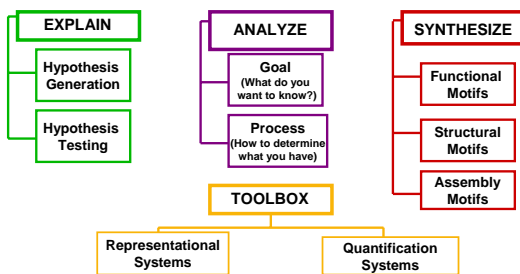 EXPLAIN
Hypothesis
Generation
Hypothesis
Testing
ANALYZE
Goal
(What do you
want to know?)
Process
(How to determine
what you have)
SYNTHESIZE
Functional
Motifs
Structural
Motifs
Assembly
Motifs
TOOLBOX
Representational
Systems
Quantification
Systems